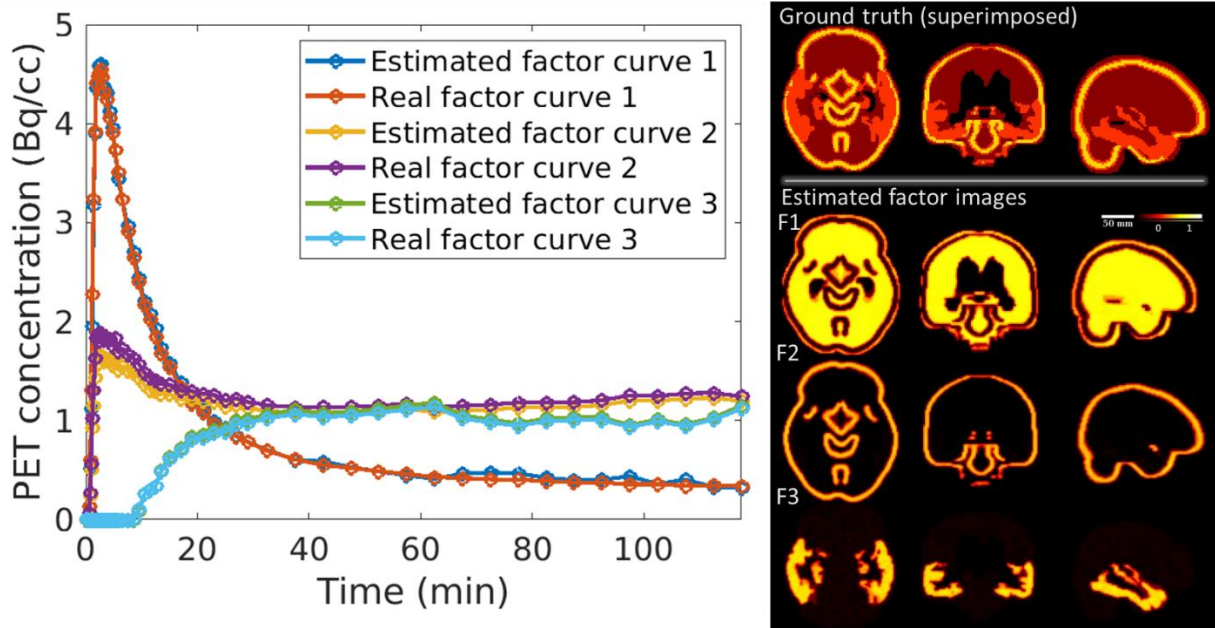 PET concentration (Bq/cc)
5
4
3
2
1
0
0 20 40 60 80 100
Time (min)
Estimated factor curve 1
Real factor curve 1
Estimated factor curve 2
Real factor curve 2
Estimated factor curve 3
Real factor curve 3
Ground truth (superimposed)
Estimated factor images
F1
50 mm
0 1
F2
F3